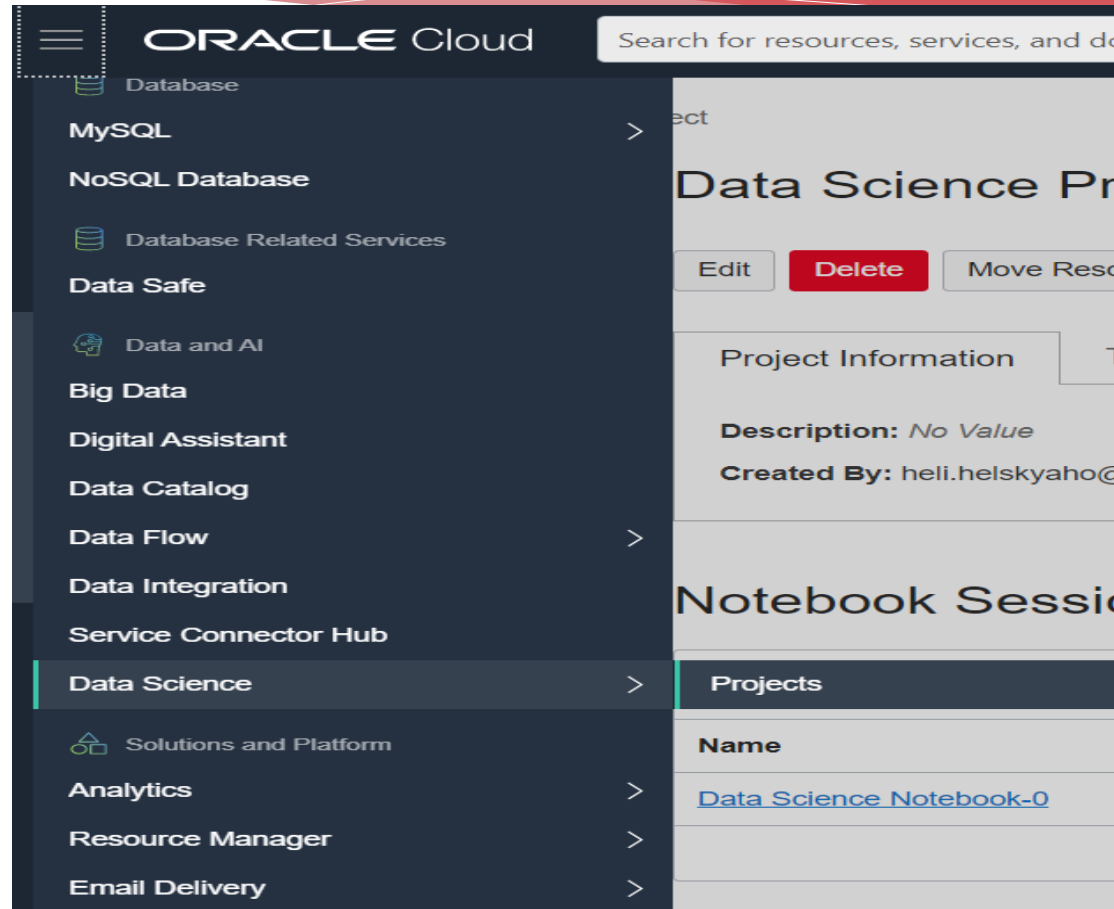 ORACLE Cloud
Search for resources, services, and
Database
MySQL >
NoSQL Database
Database Related Services
Data Safe
Data and AI
Big Data
Digital Assistant
Data Catalog
Data Flow >
Data Integration
Service Connector Hub
Data Science >
Solutions and Platform
Analytics >
Resource Manager >
Email Delivery >
Projects
ect
Data Science Pr
Edit Delete Move Reso
Project Information T
Description: No Value
Created By: heli.helskyaho@
Notebook Sessio
Name
Data Science Notebook-0